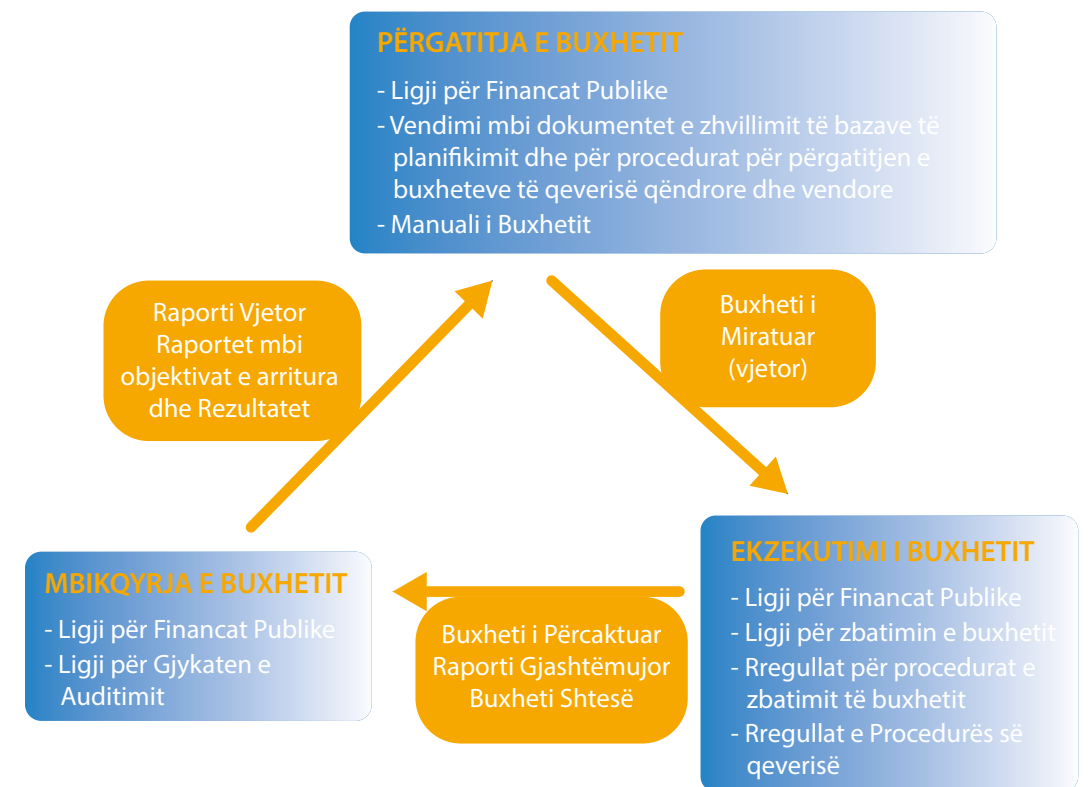 PËRGATITJA E BUXHETIT
- Ligji për Financat Publike
- Vendimi mbi dokumentet e zhvillimit të bazave të
planifikimit dhe për procedurat për përgatitjen e
buxheteve të qeverisë qëndrore dhe vendore
- Manuali i Buxhetit
Raporti Vjetor
Raportet mbi
objektivat e arritura
dhe Rezultatet
Buxheti i
Miratuar
(vjetor)
MBIKQYRJA E BUXHETIT
- Ligji për Financat Publike
- Ligji për Gjykaten e
Auditimit
Buxheti i Përcaktuar
Raporti Gjashtëmujor
Buxheti Shtesë
EKZEKUTIMI I BUXHETIT
- Ligji për Financat Publike
- Ligji për zbatimin e buxhetit
- Rregullat për procedurat e
zbatimit të buxhetit
- Rregullat e Procedurës së
qeverisë